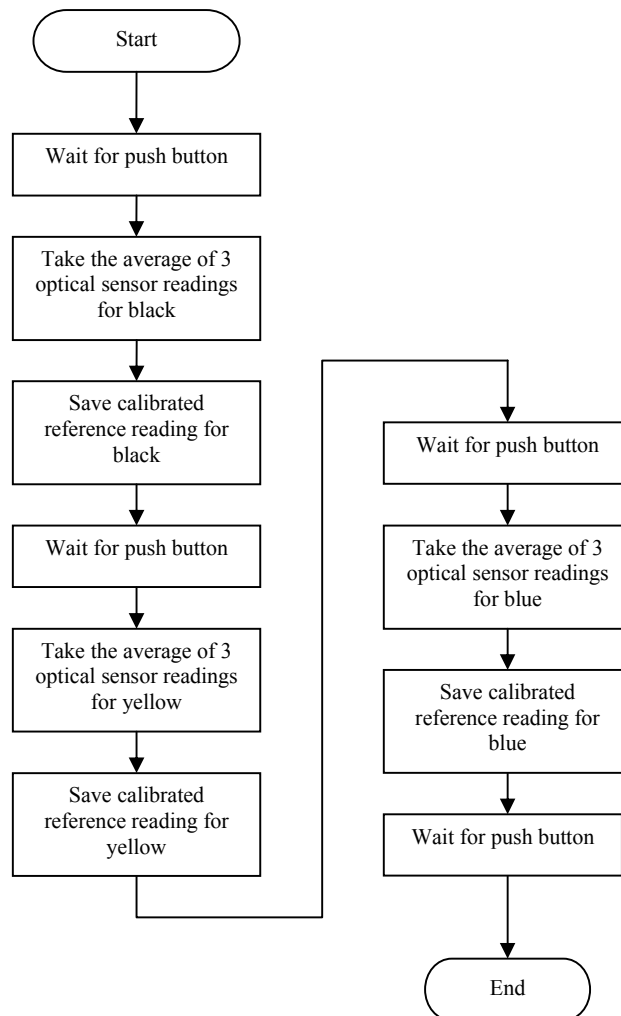 Start
Wait for push button
Take the average of 3
optical sensor readings
for black
Save calibrated
reference reading for
black
Wait for push button
Take the average of 3
optical sensor readings
for yellow
Save calibrated
reference reading for
yellow
Wait for push button
Take the average of 3
optical sensor readings
for blue
Save calibrated
reference reading for
blue
Wait for push button
End